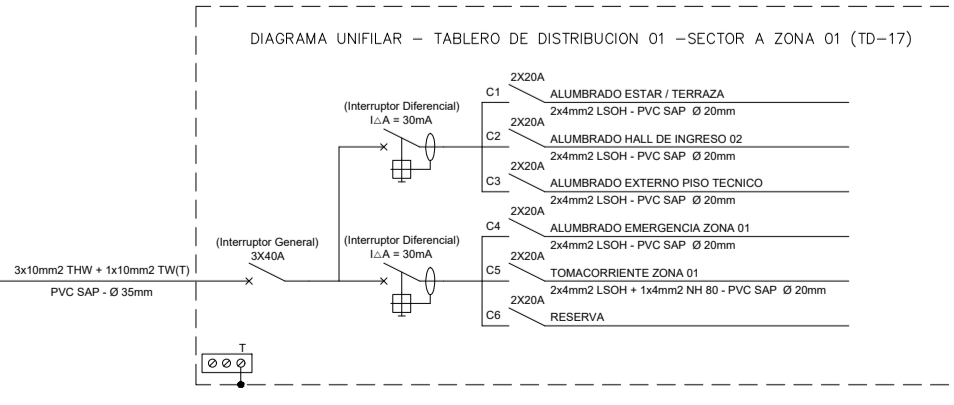 DIAGRAMA UNIFILAR - TABLERO DE DISTRIBUCION 01 -SECTOR A ZONA 01 (TD-17)
3x10mm2 THW + 1x10mm2 TW(T)
PVC SAP - Ø 35mm
(Interruptor General)
3X40A
(Interruptor Diferencial)
I△A = 30mA
C1
2X20A
ALUMBRADO ESTAR / TERRAZA
2x4mm2 LSOH - PVC SAP Ø 20mm
C2
2X20A
ALUMBRADO HALL DE INGRESO 02
2x4mm2 LSOH - PVC SAP Ø 20mm
C3
2X20A
ALUMBRADO EXTERNO PISO TECNICO
2x4mm2 LSOH - PVC SAP Ø 20mm
(Interruptor Diferencial)
I△A = 30mA
C4
2X20A
ALUMBRADO EMERGENCIA ZONA 01
2x4mm2 LSOH - PVC SAP Ø 20mm
C5
2X20A
TOMACORRIENTE ZONA 01
2x4mm2 LSOH + 1x4mm2 NH 80 - PVC SAP Ø 20mm
C6
2X20A
RESERVA
T